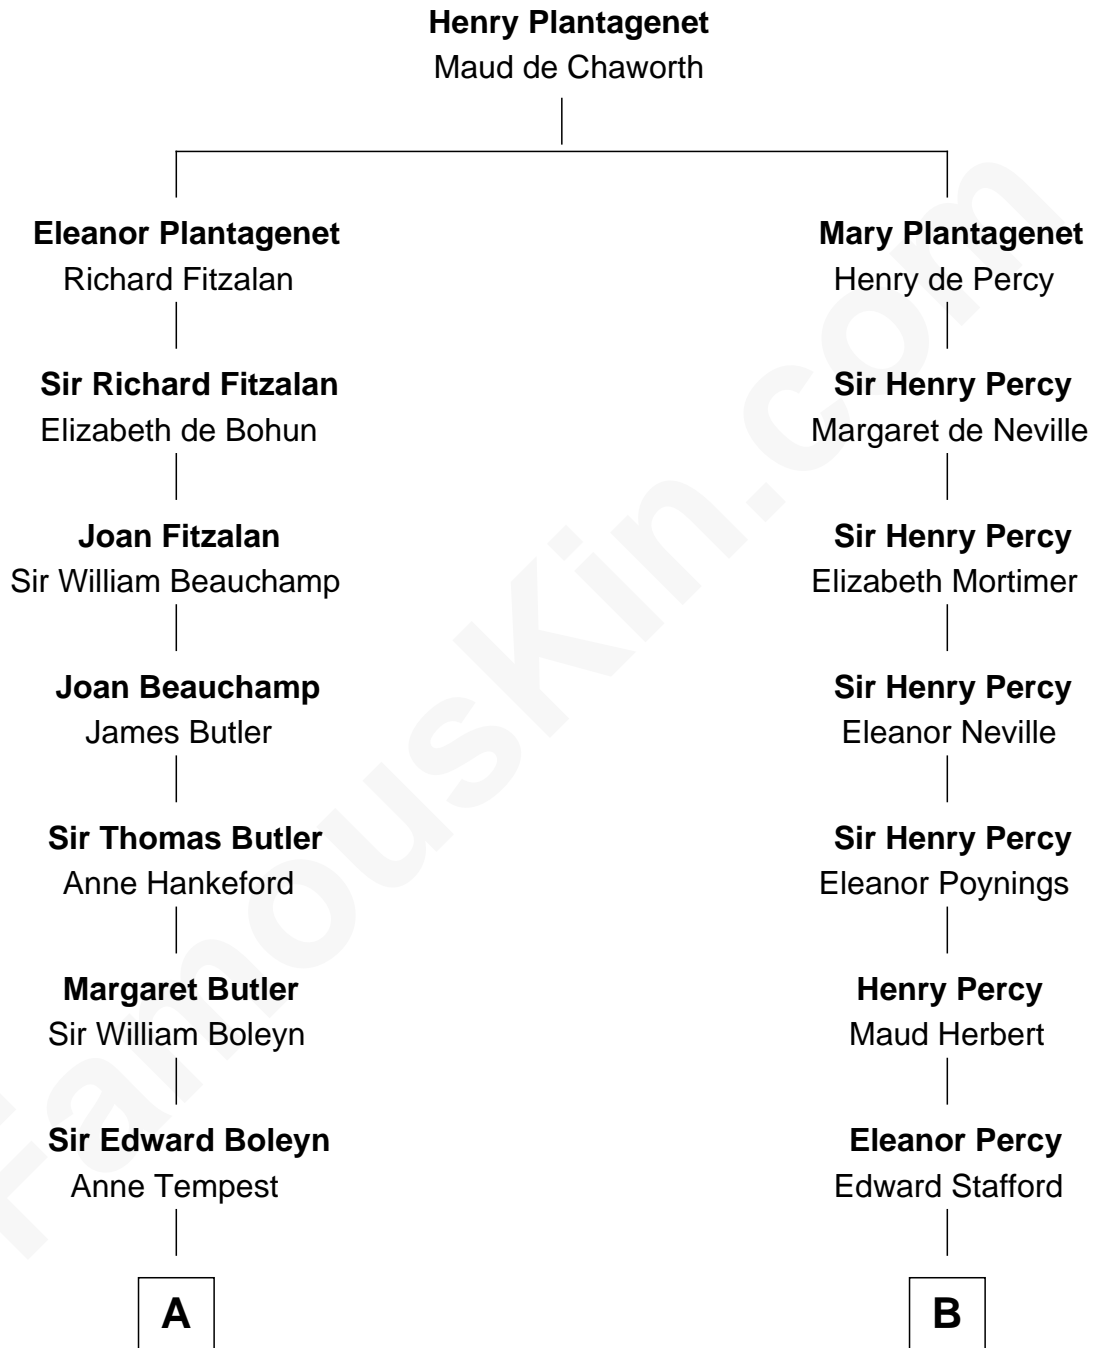 Henry Plantagenet
Maud de Chaworth
Eleanor Plantagenet
Richard Fitzalan
Mary Plantagenet
Henry de Percy
Sir Richard Fitzalan
Elizabeth de Bohun
Sir Henry Percy
Margaret de Neville
Joan Fitzalan
Sir William Beauchamp
Sir Henry Percy
Elizabeth Mortimer
Joan Beauchamp
James Butler
Sir Henry Percy
Eleanor Neville
Sir Thomas Butler
Anne Hankeford
Sir Henry Percy
Eleanor Poynings
Margaret Butler
Sir William Boleyn
Henry Percy
Maud Herbert
Sir Edward Boleyn
Anne Tempest
Eleanor Percy
Edward Stafford
A
B
FamousKin.com